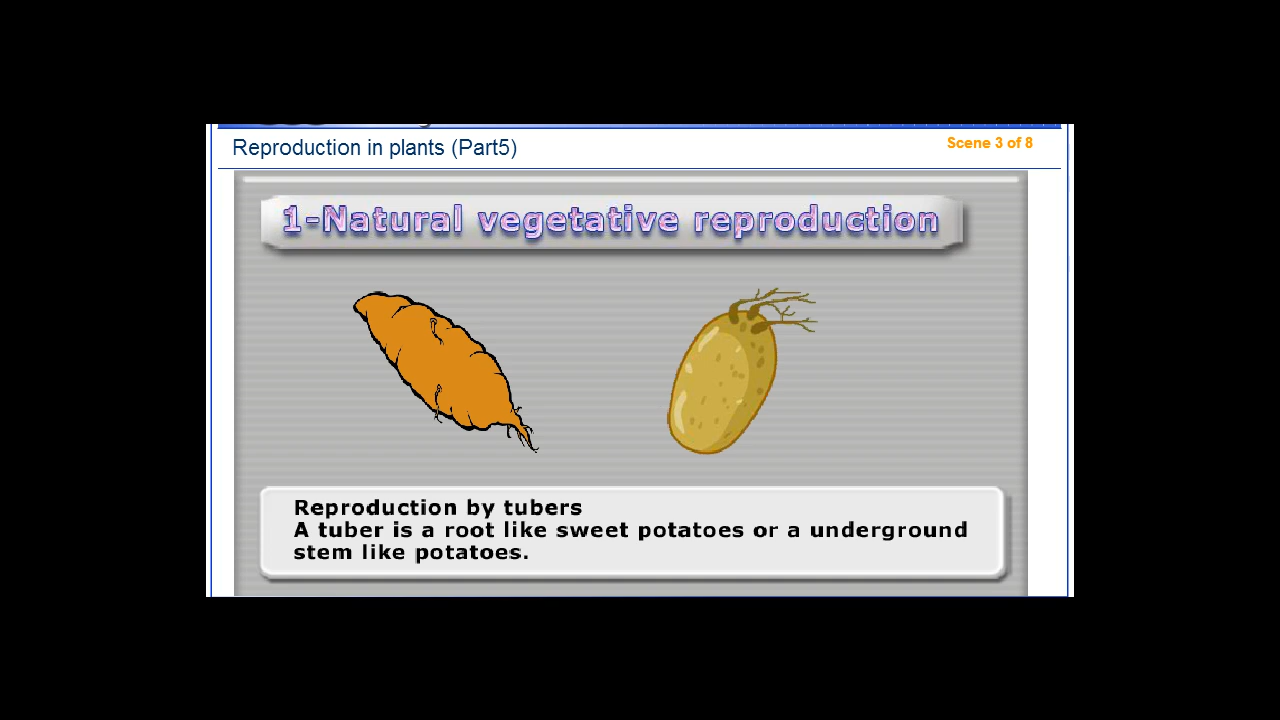 Reproduction in plants (Part5)
Scene 3 of 8
1-Natural vegetative reproduction
Reproduction by tubers
A tuber is a root like sweet potatoes or a underground
stem like potatoes.